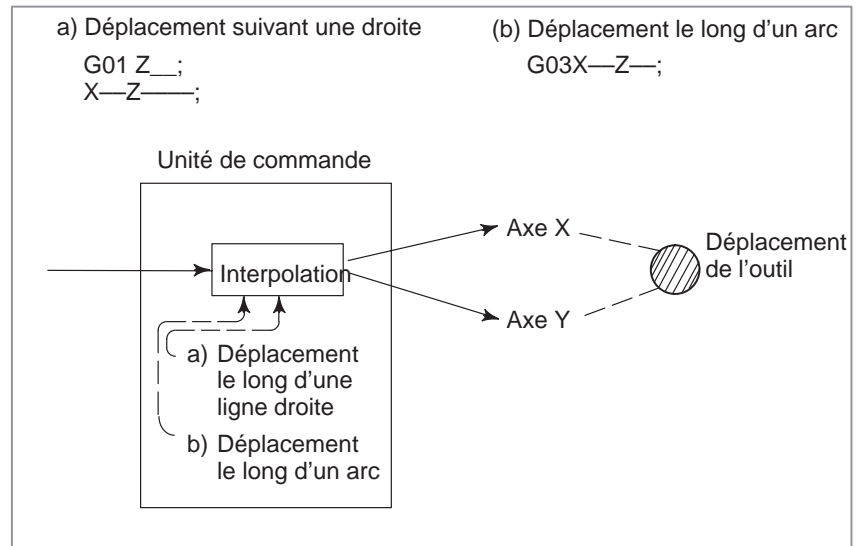 a) Déplacement suivant une droite
G01 Z__;
X—–Z–——;
(b) Déplacement le long d’un arc
G03X—–Z—–;
Unité de commande
Interpolation
Axe X
Axe Y
Déplacement
de l’outil
a) Déplacement
le long d'une
ligne droite
b) Déplacement
le long d'un arc